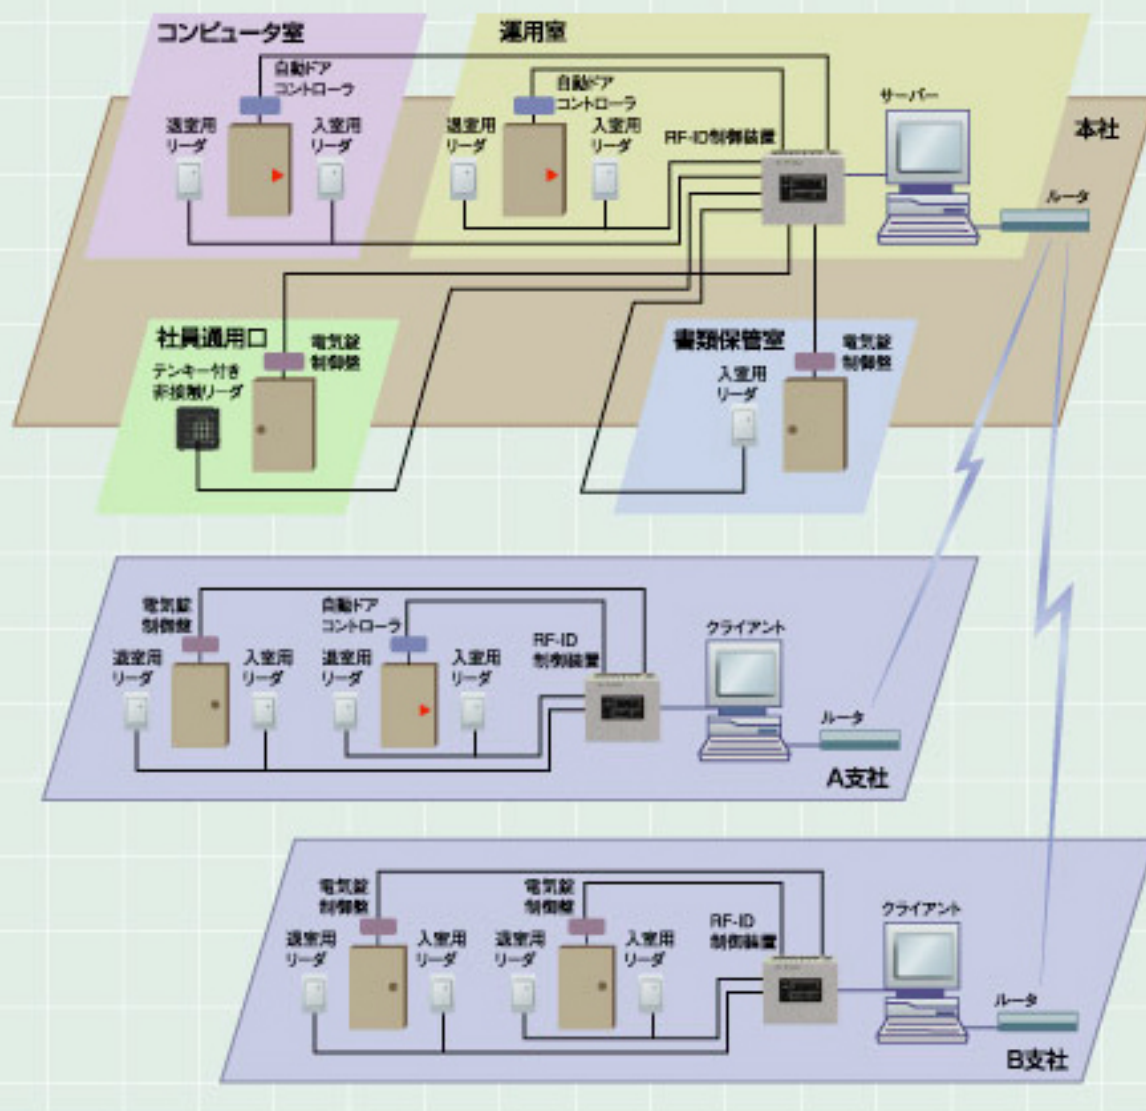 コンピュータ室
運用室
自動ドア
コントローラ
退室用
リーダ
入室用
リーダ
自動ドア
コントローラ
退室用
リーダ
入室用
リーダ
RF-ID制御装置
サーバー
本社
ルータ
社員通用口
電気錠
制御盤
テンキー付き
非接触リーダ
書類保管室
電気錠
制御盤
入室用
リーダ
電気錠
制御盤
退室用
リーダ
入室用
リーダ
自動ドア
コントローラ
退室用
リーダ
入室用
リーダ
RF-ID
制御装置
クライアント
ルータ
A支社
電気錠
制御盤
退室用
リーダ
入室用
リーダ
電気錠
制御盤
退室用
リーダ
入室用
リーダ
RF-ID
制御装置
クライアント
ルータ
B支社